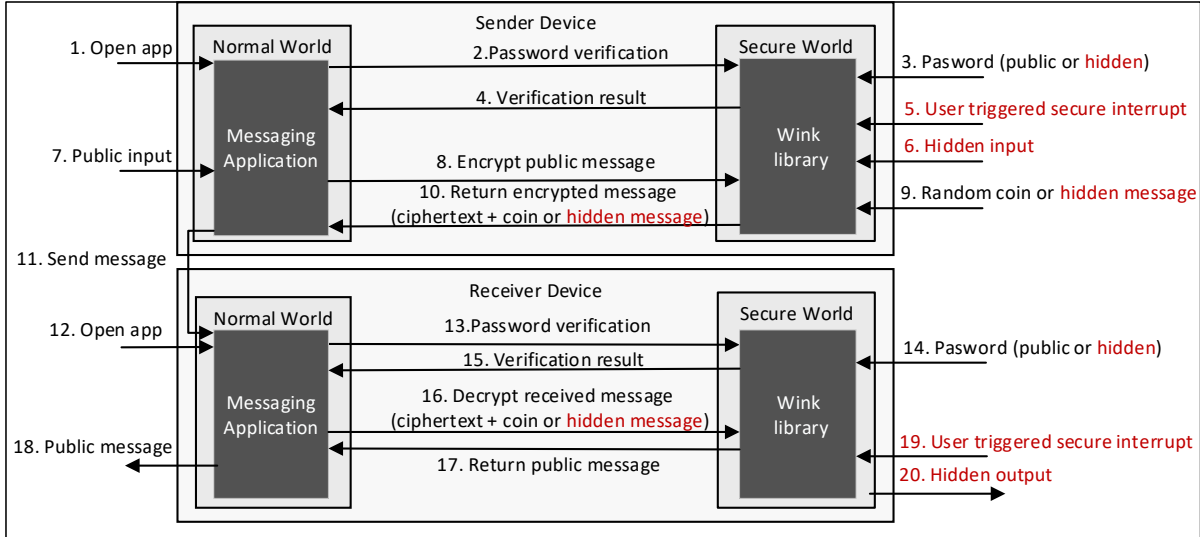 Sender Device
Normal World
Secure World
1. Open app
2.Password verification
3. Pasword (public or hidden)
4. Verification result
5. User triggered secure interrupt
Messaging
Application
Wink
library
6. Hidden input
7. Public input
8. Encrypt public message
9. Random coin or hidden message
10. Return encrypted message
(ciphertext + coin or hidden message)
11. Send message
Receiver Device
Normal World
Secure World
12. Open app
13.Password verification
14. Pasword (public or hidden)
15. Verification result
Messaging
Application
Wink
library
16. Decrypt received message
(ciphertext + coin or hidden message)
17. Return public message
18. Public message
19. User triggered secure interrupt
20. Hidden output